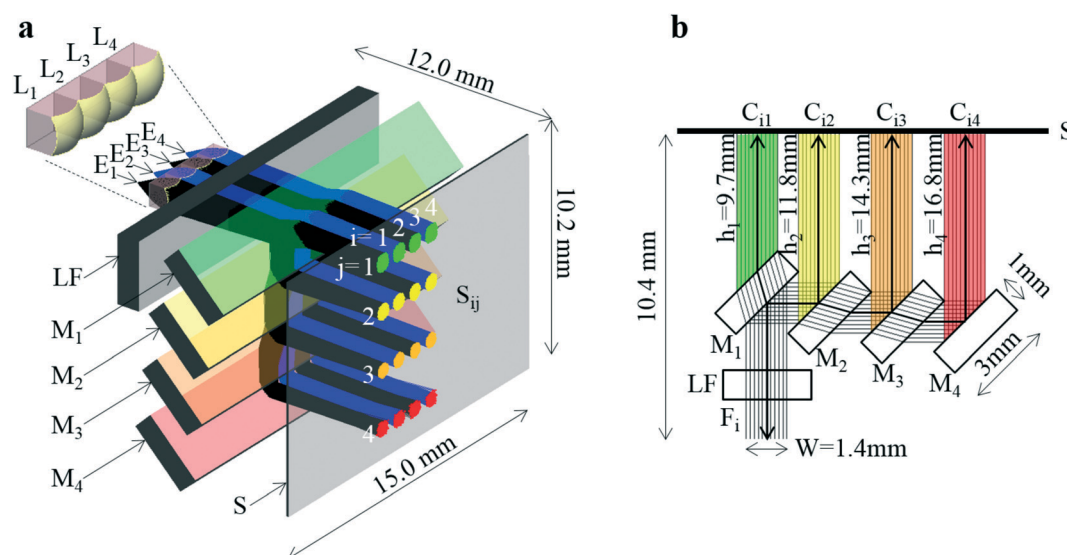 a
L₁
L₂
L₃
L₄
E₁
E₂
E₃
E₄
LF
M₁
M₂
M₃
M₄
S
12.0 mm
10.2 mm
15.0 mm
i= 1
2
3
4
j= 1
2
3
4
Sᵢⱼ
b
Cᵢ₁
Cᵢ₂
Cᵢ₃
Cᵢ₄
S
h₁=9.7mm
h₂=11.8mm
h₃=14.3mm
h₄=16.8mm
10.4 mm
1mm
3mm
M₁
M₂
M₃
M₄
LF
Fᵢ
W=1.4mm